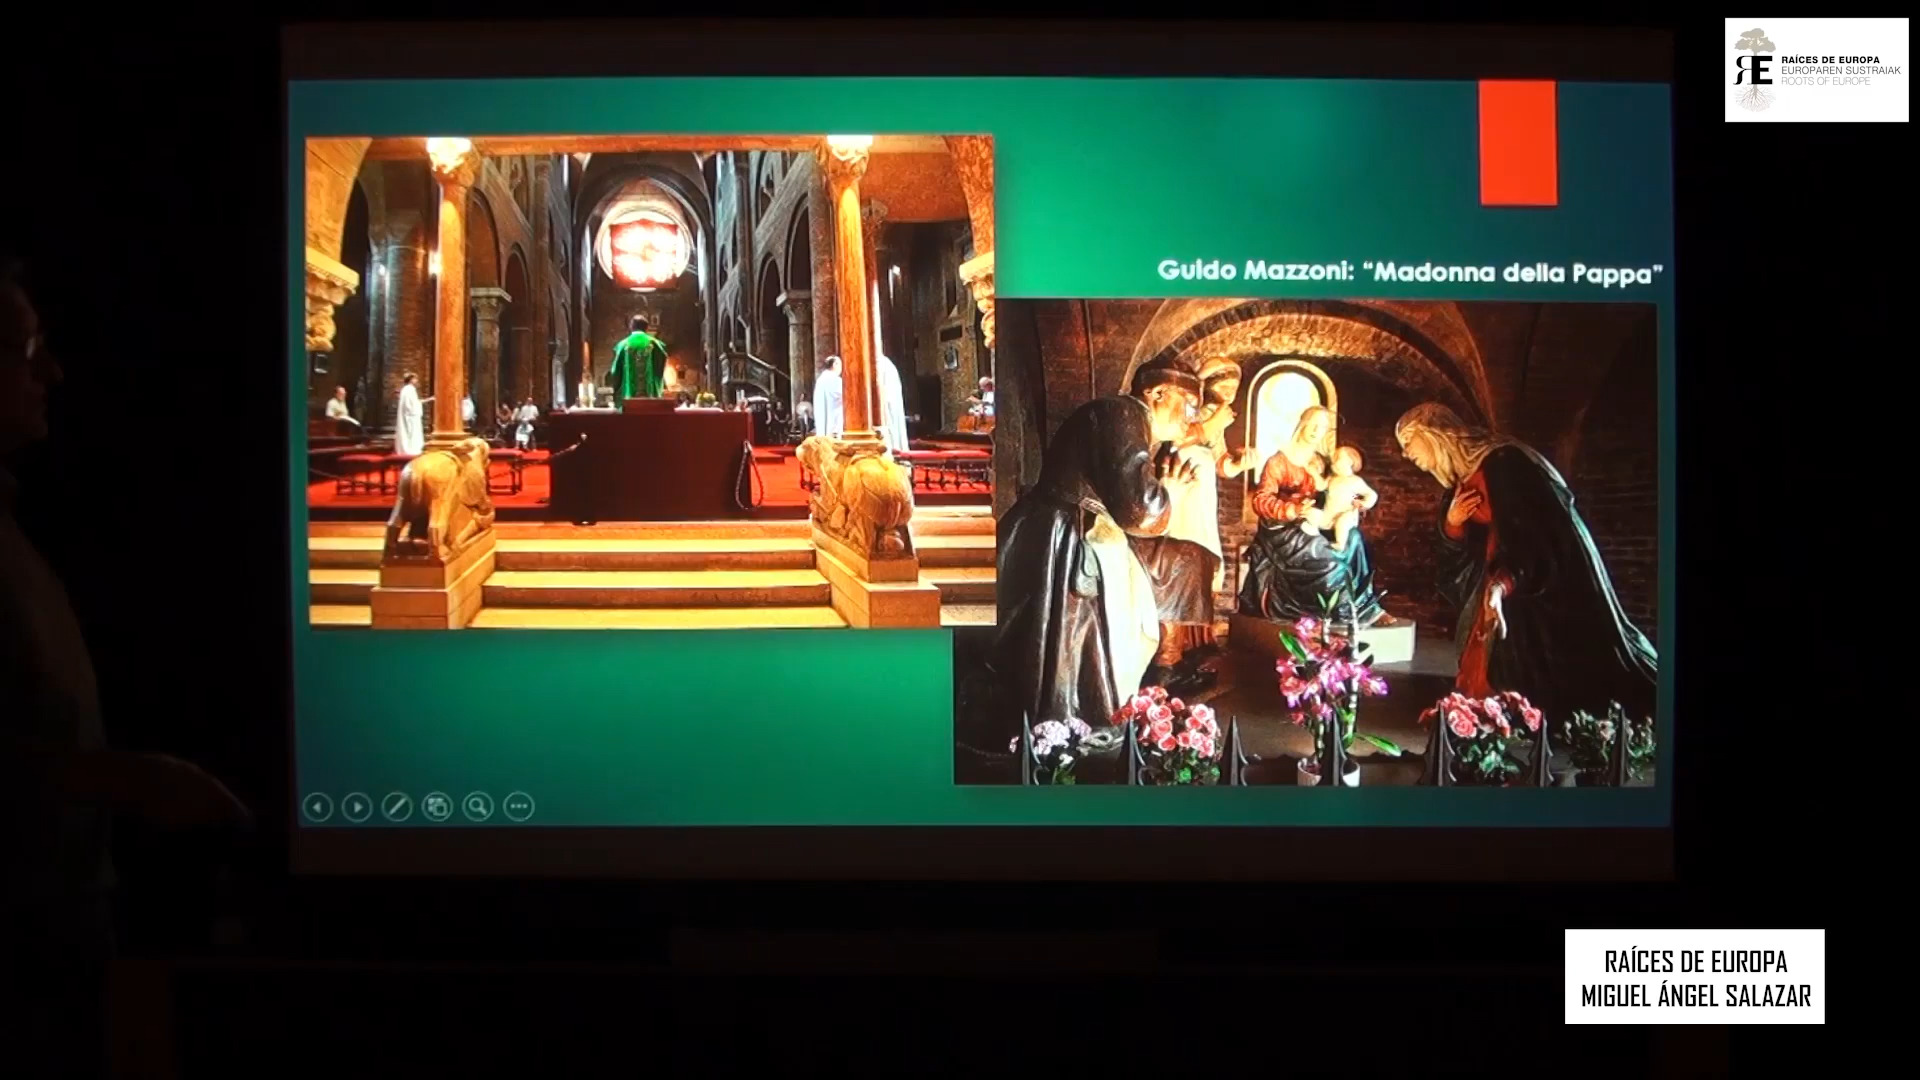 RAÍCES DE EUROPA
EUROPAREN SUSTRAIAK
ROOTS OF EUROPE
RE
Guido Mazzoni: “Madonna della Pappa”
RAÍCES DE EUROPA
MIGUEL ÁNGEL SALAZAR